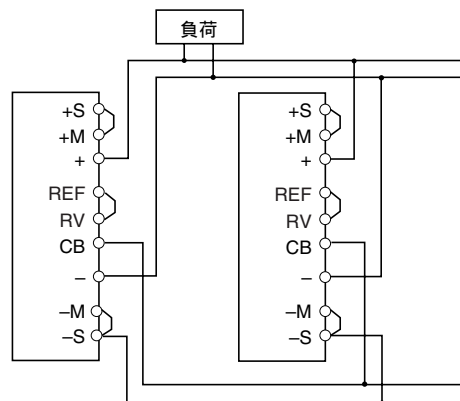 負荷
+S
+M
+
REF
RV
CB
–
–M
–S
+S
+M
+
REF
RV
CB
–
–M
–S